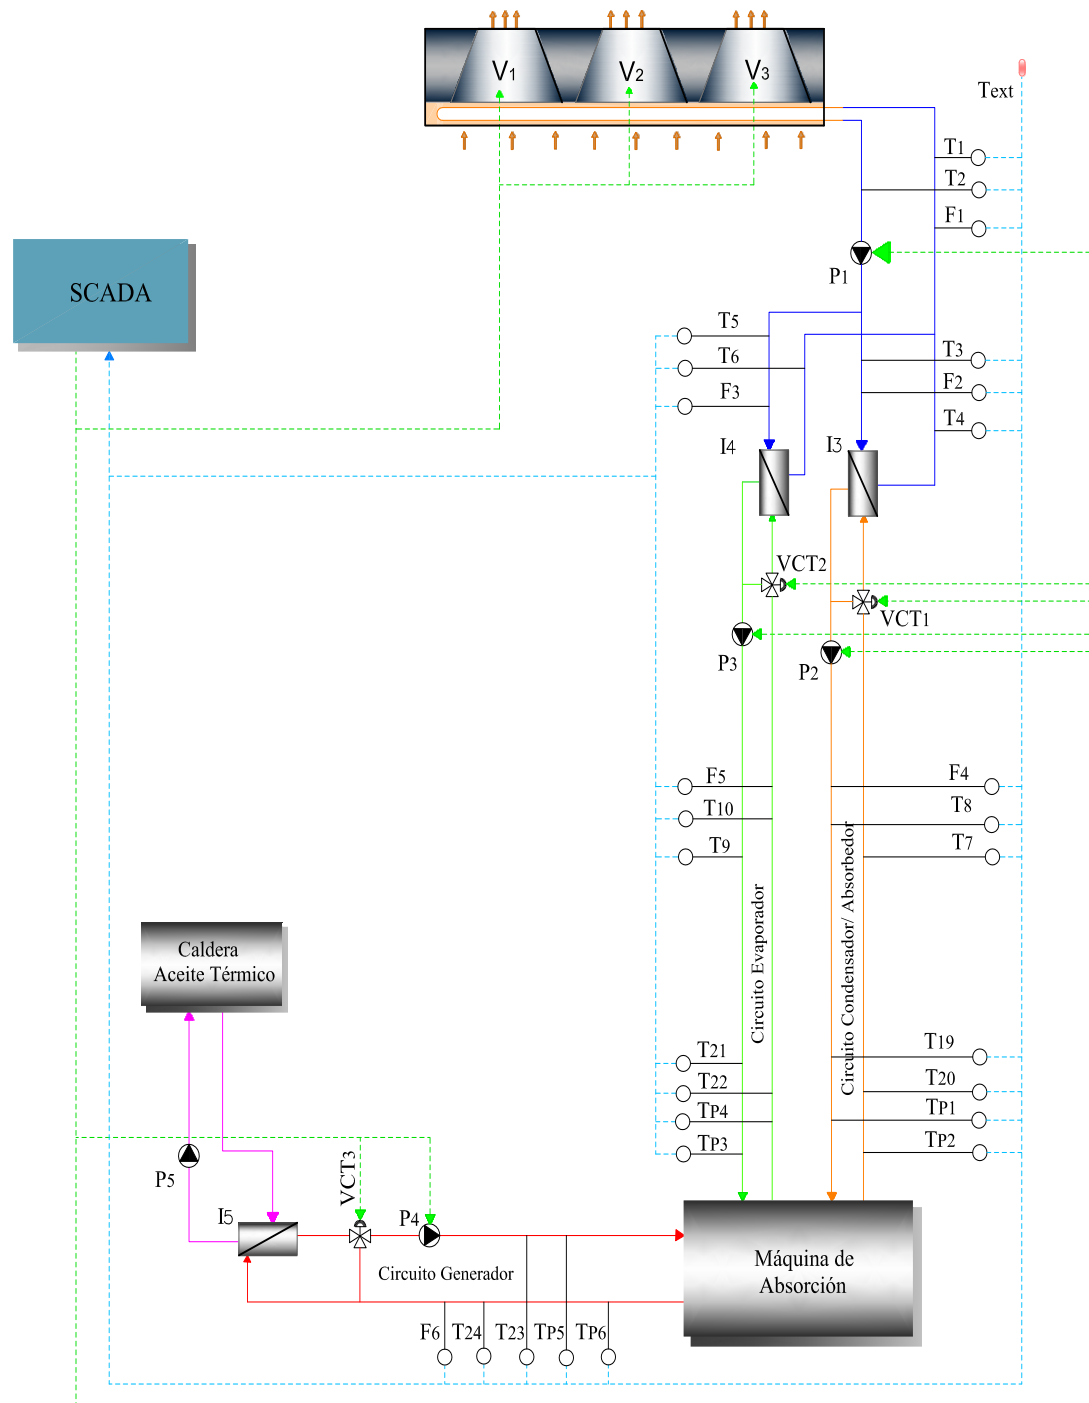 V1
V2
V3
Text
T1
T2
F1
P1
SCADA
T5
T6
F3
T3
F2
T4
I4
I3
VCT2
VCT1
P3
P2
F5
T10
T9
F4
T8
T7
Circuito Evaporador
Circuito Condensador/ Absorbedor
Caldera
Aceite Térmico
T21
T22
TP4
TP3
T19
T20
TP1
TP2
P5
I5
VCT3
P4
Circuito Generador
Máquina de
Absorción
F6
T24
T23
TP5
TP6